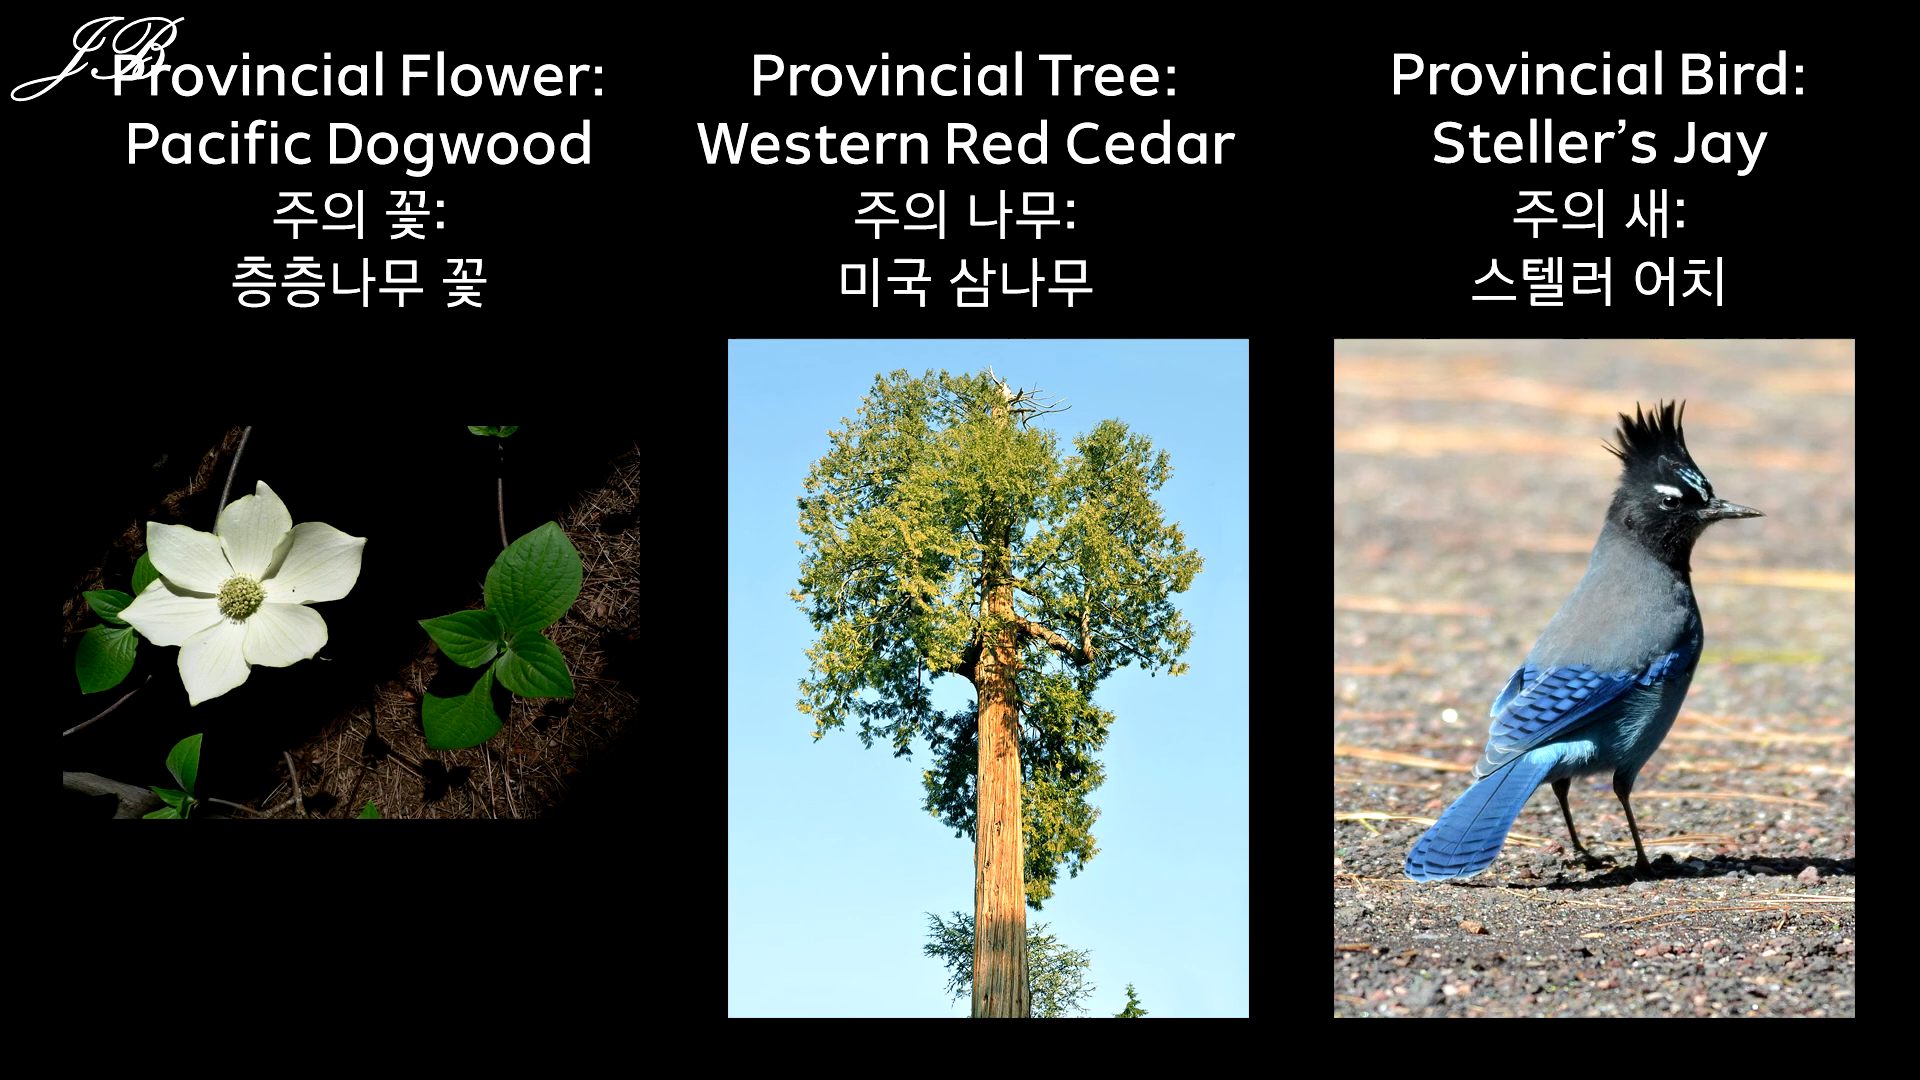 JB
Provincial Flower:
Pacific Dogwood
주의 꽃:
층층나무 꽃
Provincial Tree:
Western Red Cedar
주의 나무:
미국 삼나무
Provincial Bird:
Steller’s Jay
주의 새:
스텔러 어치